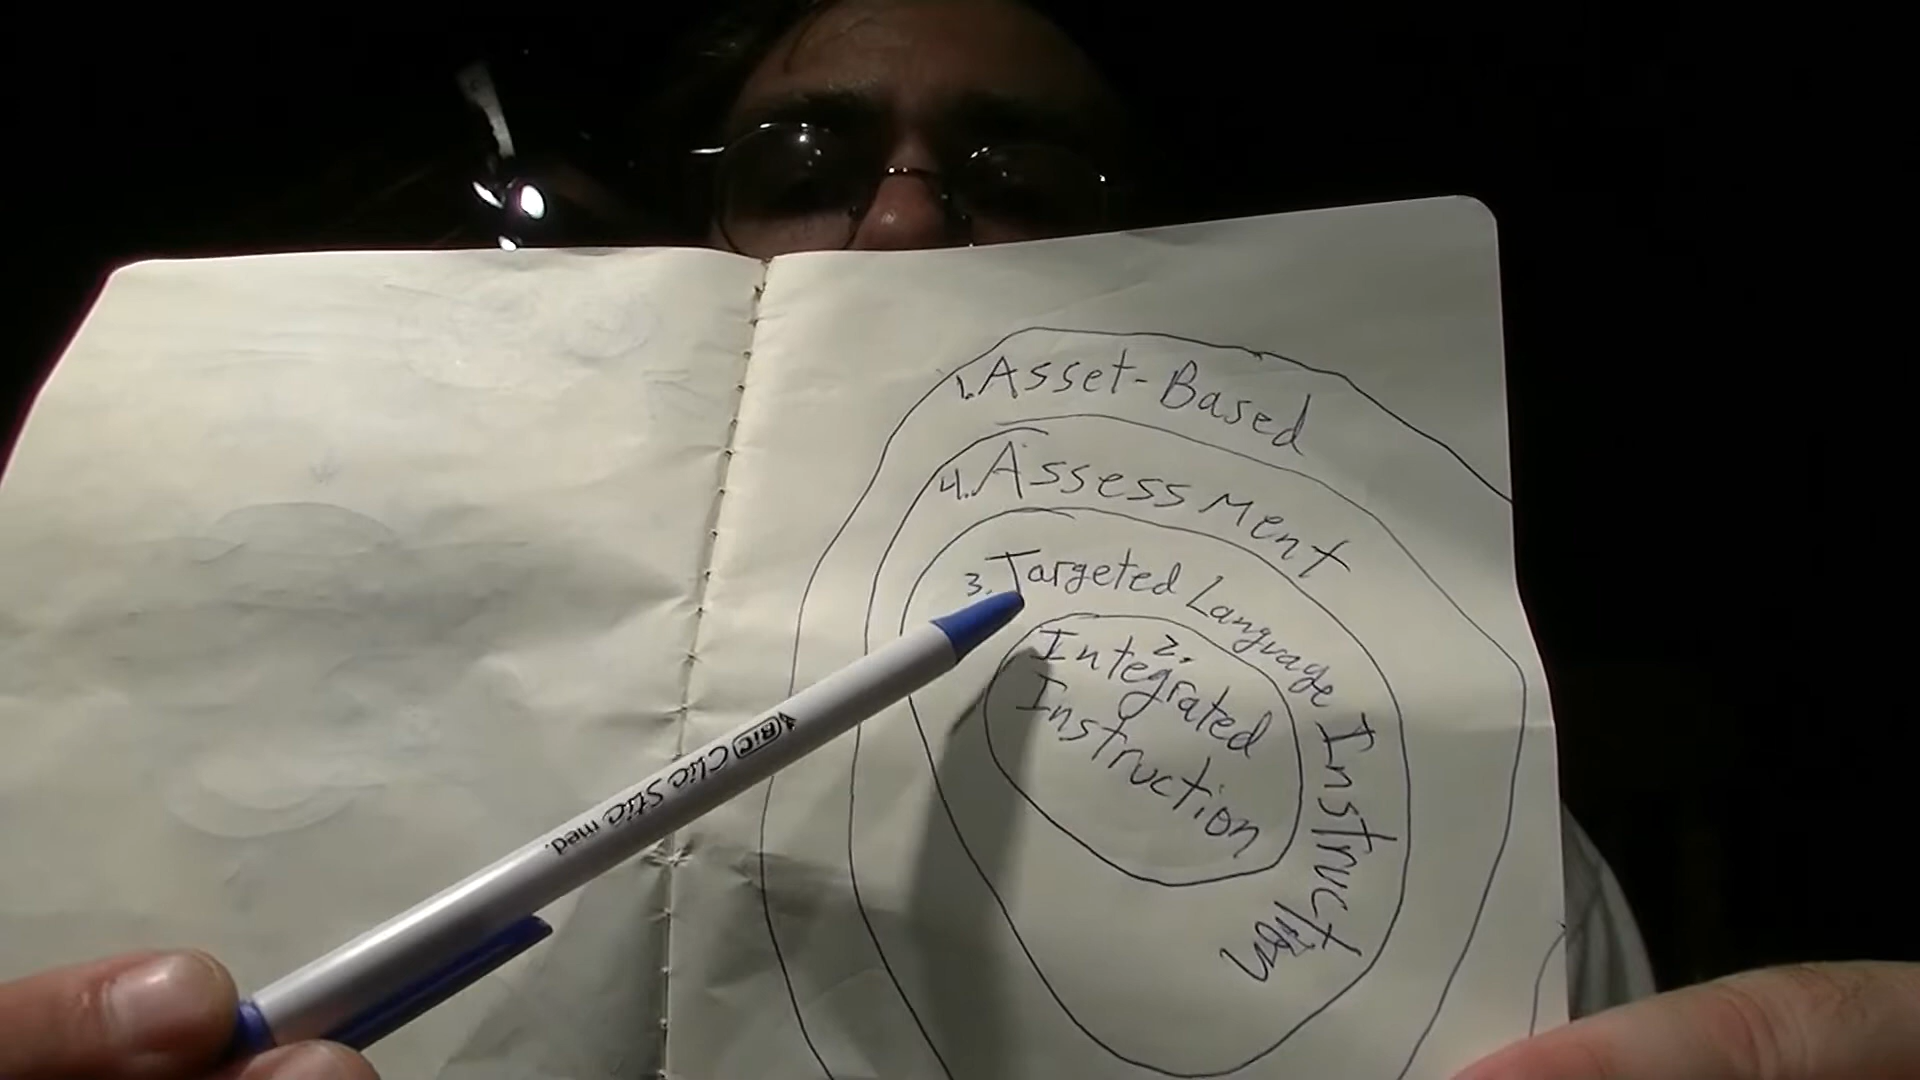 1. Asset-Based
4. Assessment
3. Targeted Language Instruction
2.
Integrated
Instruction
BIC Clic Stic med.